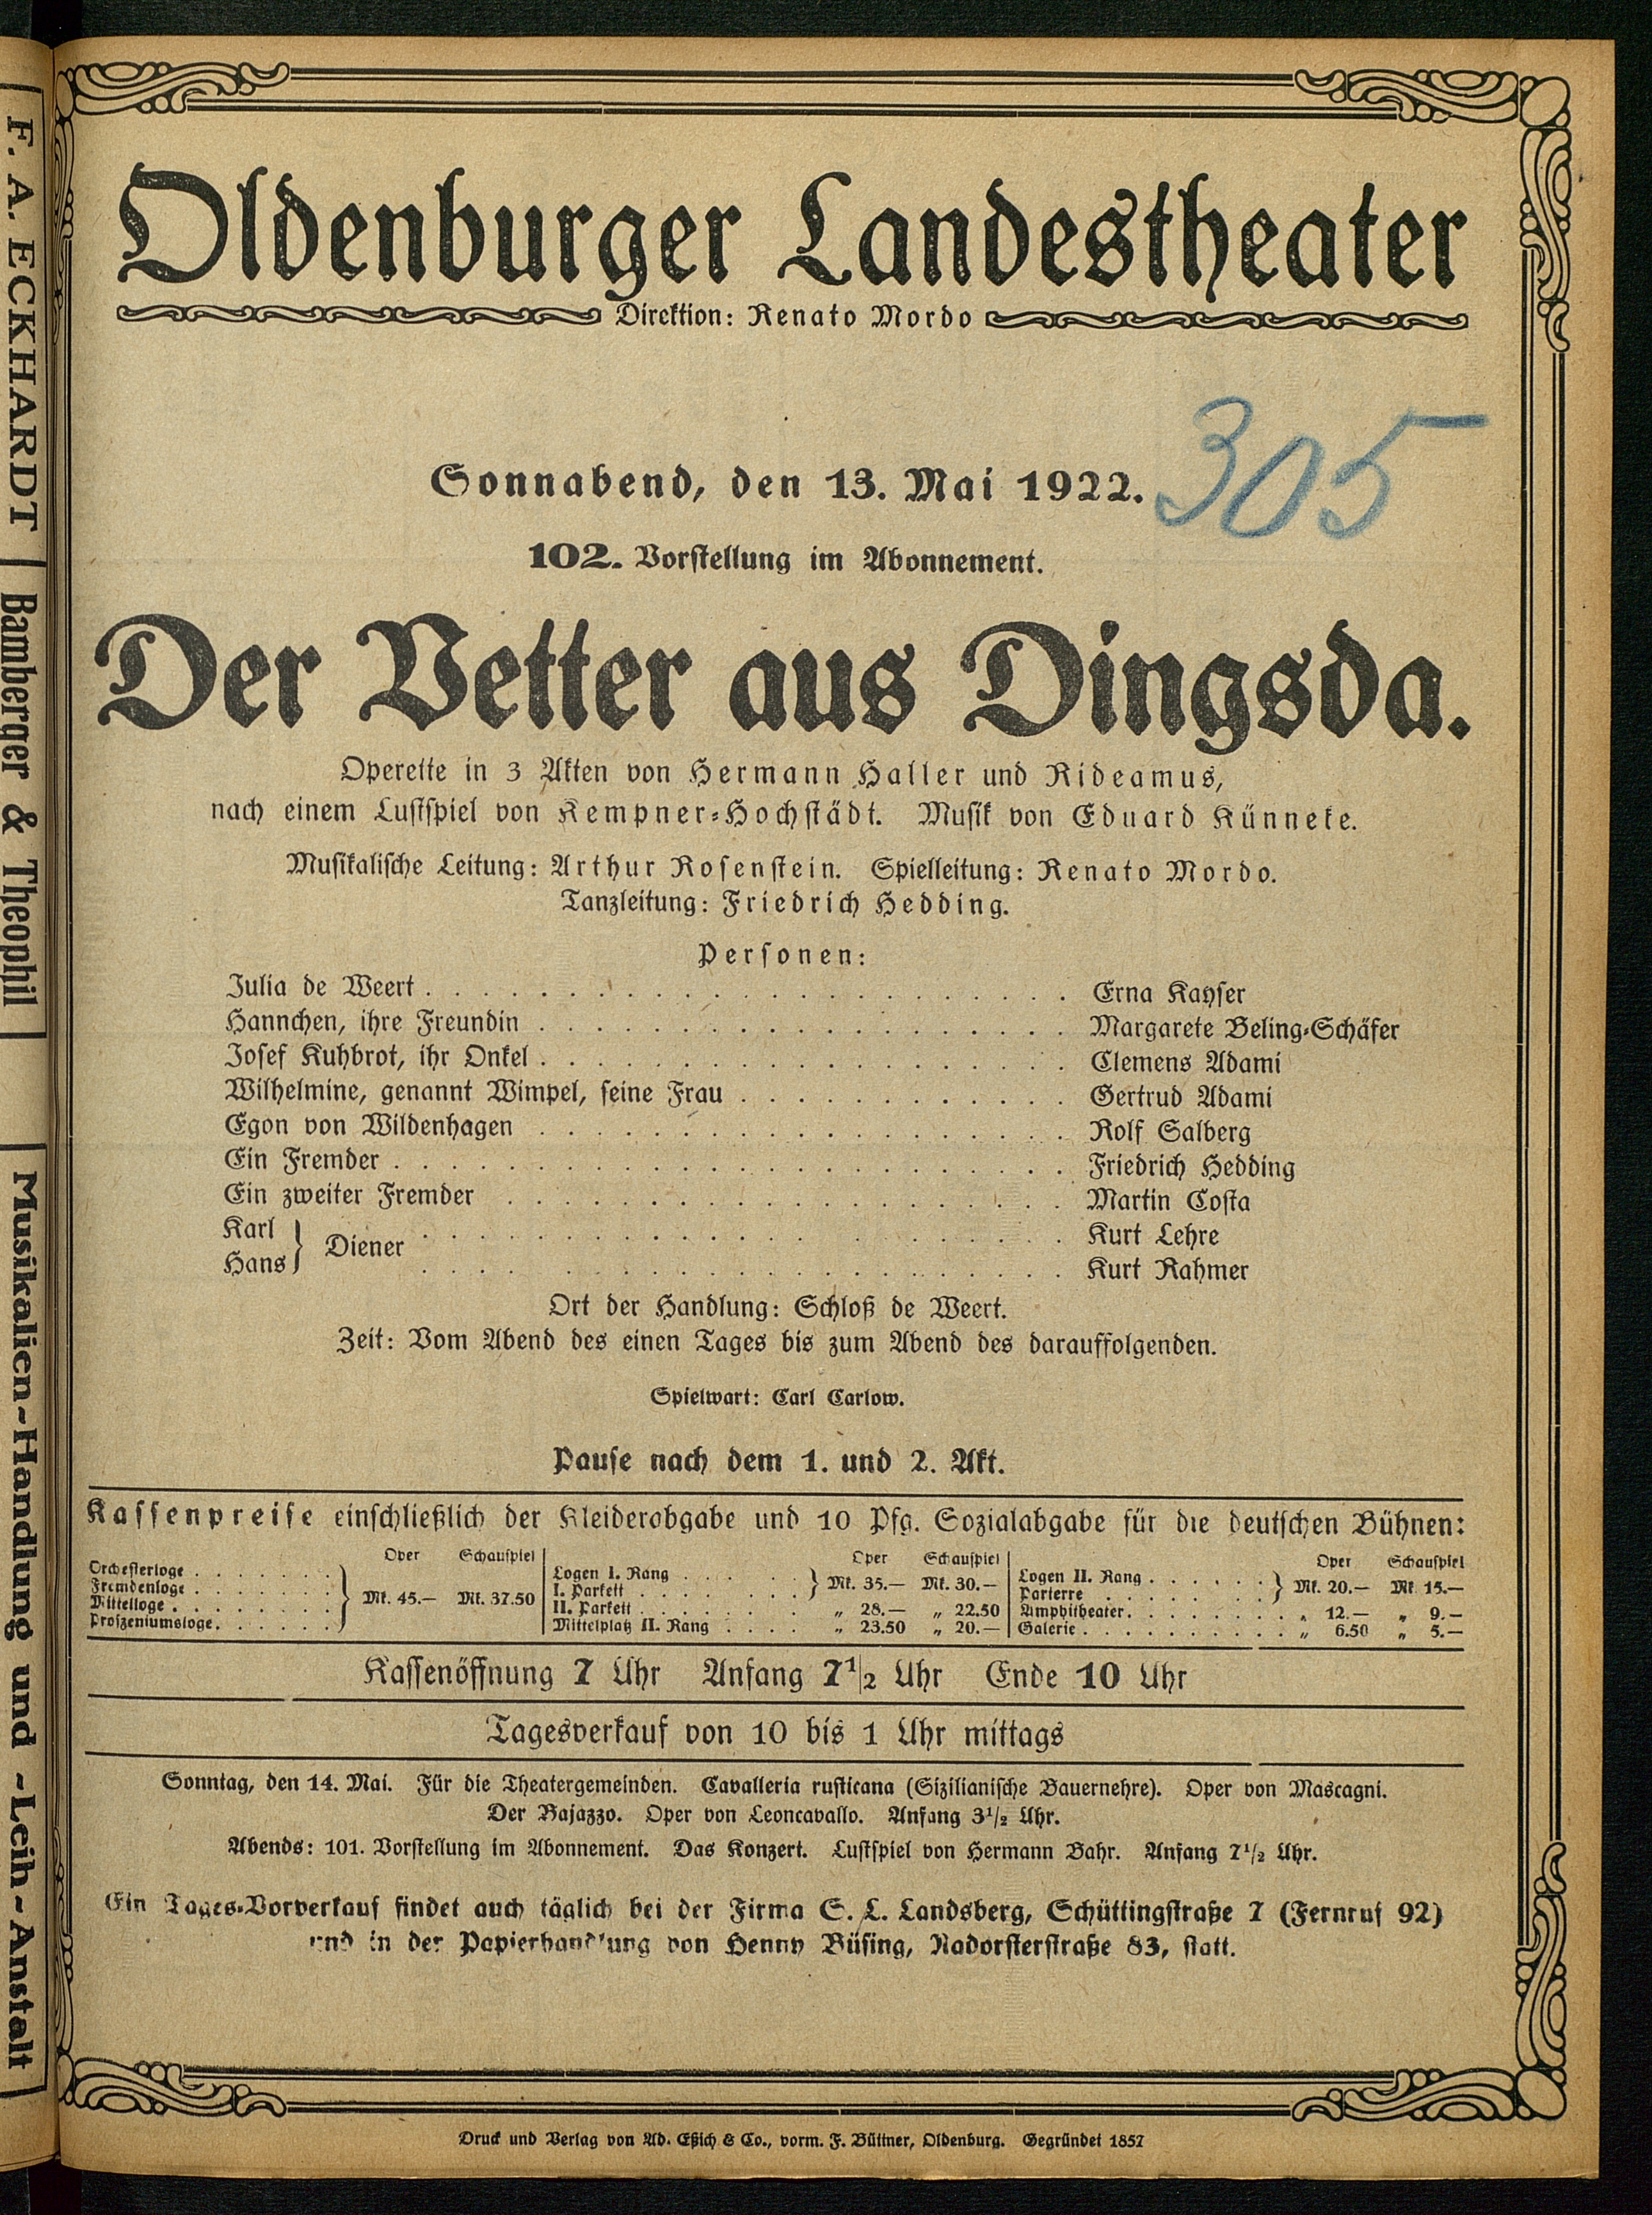 Oldenburger Landestheater
Direktion: Renato Mordo
305
Sonnabend, den 13. Mai 1922.
102. Vorstellung im Abonnement.
Der Vetter aus Dingsda.
Operette in 3 Akten von Hermann Haller und Rideamus,
nach einem Lustspiel von Kempner-Hochstädt. Musik von Eduard Künneke.
Musikalische Leitung: Arthur Rosenstein. Spielleitung: Renato Mordo.
Tanzleitung: Friedrich Hedding.
Personen:
Julia de Weert . . . . . Erna Kayser
Hannchen, ihre Freundin . . . . . Margarete Beling-Schäfer
Josef Kuhbrot, ihr Onkel . . . . . Clemens Adami
Wilhelmine, genannt Wimpel, seine Frau . . . . . Gertrud Adami
Egon von Wildenhagen . . . . . Rolf Salberg
Ein Fremder . . . . . Friedrich Hedding
Ein zweiter Fremder . . . . . Martin Costa
Karl } Diener . . . . . Kurt Lehre
Hans } . . . . . Kurt Rahmer
Ort der Handlung: Schloß de Weert.
Zeit: Vom Abend des einen Tages bis zum Abend des darauffolgenden.
Spielwart: Carl Carlow.
Pause nach dem 1. und 2. Akt.
Kassenpreise einschließlich der Kleiderabgabe und 10 Pfg. Sozialabgabe für die deutschen Bühnen:
Oper Schauspiel
Orchesterloge . . . . .
Fremdenloge . . . . .
Mittelloge . . . . .
Proszeniumsloge . . . . .
} Mk. 45.— Mk. 37.50
Oper Schauspiel
Logen I. Rang . . . . .
I. Parkett . . . . .
} Mk. 35.— Mk. 30.—
II. Parkett . . . . . „ 28.— „ 22.50
Mittelplatz II. Rang . . . . „ 23.50 „ 20.—
Oper Schauspiel
Logen II. Rang . . . . .
Parterre . . . . .
} Mk. 20.— Mk. 15.—
Amphitheater . . . . . „ 12.— „ 9.—
Galerie . . . . . „ 6.50 „ 5.—
Kassenöffnung 7 Uhr Anfang 7 1/2 Uhr Ende 10 Uhr
Tagesverkauf von 10 bis 1 Uhr mittags
Sonntag, den 14. Mai. Für die Theatergemeinden. Cavalleria rusticana (Sizilianische Bauernehre). Oper von Mascagni.
Der Bajazzo. Oper von Leoncavallo. Anfang 3 1/2 Uhr.
Abends: 101. Vorstellung im Abonnement. Das Konzert. Lustspiel von Hermann Bahr. Anfang 7 1/2 Uhr.
Ein Tages-Vorverkauf findet auch täglich bei der Firma S. L. Landsberg, Schüttingstraße 7 (Fernruf 92)
und in der Papierhandlung von Henny Büsing, Nadorsterstraße 83, statt.
Druck und Verlag von Ad. Eßich & Co., vorm. F. Büttner, Oldenburg. Gegründet 1857
F. A. ECKHARDT
Bamberger & Theophil
Musikalien-Handlung und -Leih-Anstalt